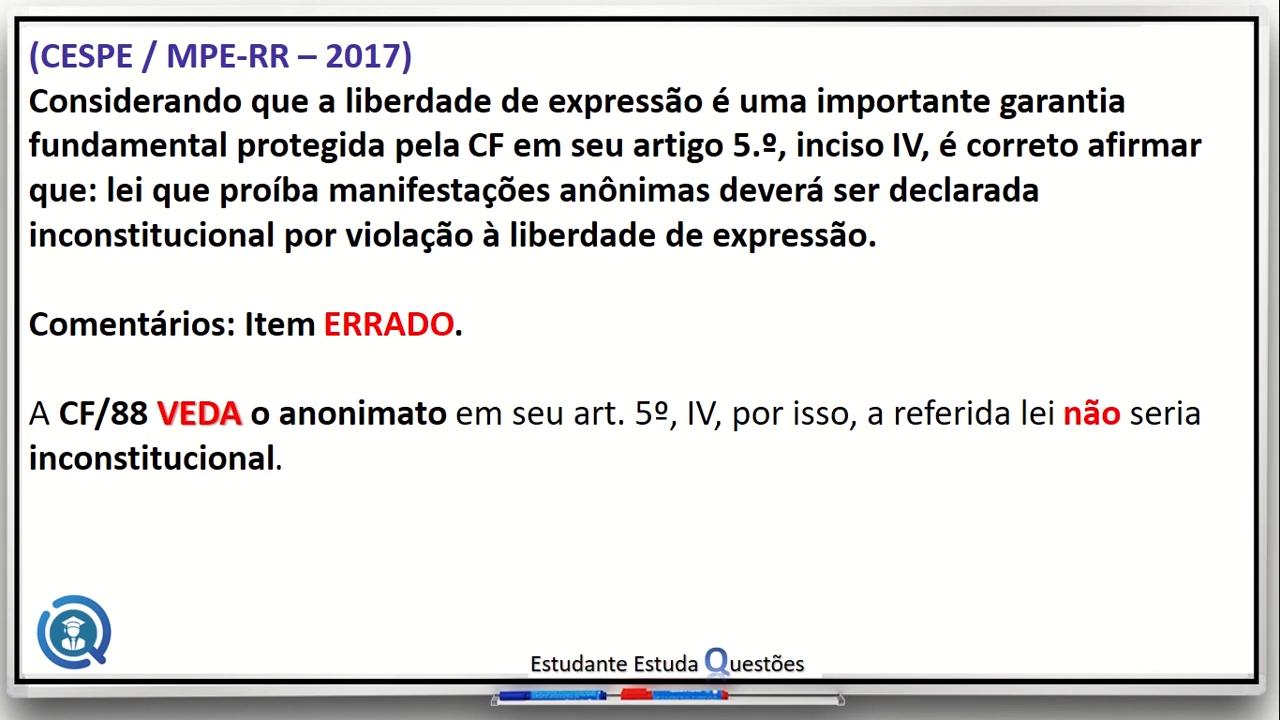 (CESPE / MPE-RR – 2017)
Considerando que a liberdade de expressão é uma importante garantia
fundamental protegida pela CF em seu artigo 5.º, inciso IV, é correto afirmar
que: lei que proíba manifestações anônimas deverá ser declarada
inconstitucional por violação à liberdade de expressão.
Comentários: Item ERRADO.
A CF/88 VEDA o anonimato em seu art. 5º, IV, por isso, a referida lei não seria
inconstitucional.
Estudante Estuda Questões